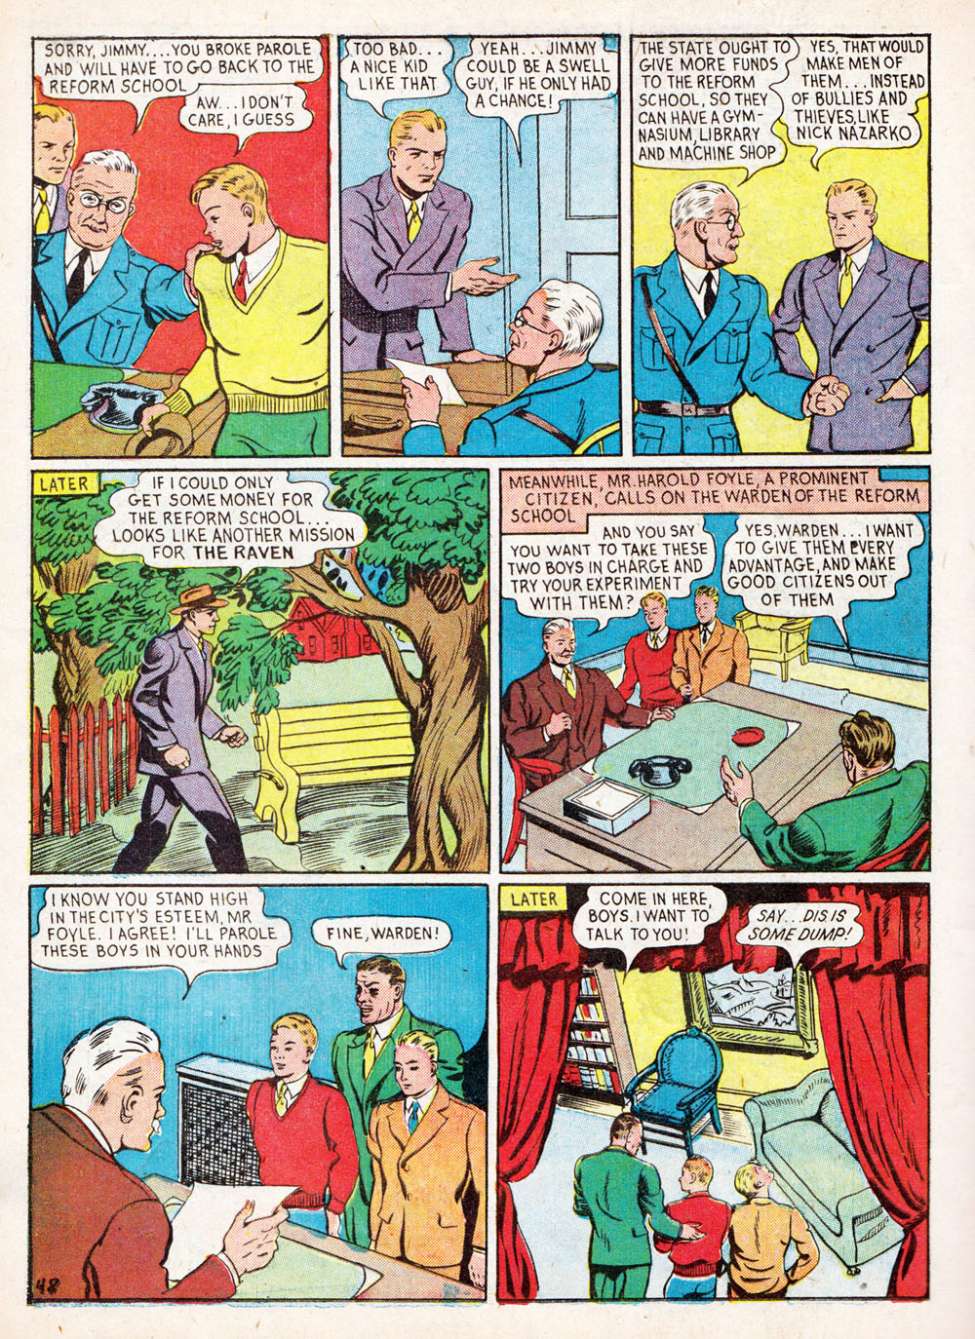 SORRY, JIMMY....YOU BROKE PAROLE
AND WILL HAVE TO GO BACK TO THE
REFORM SCHOOL
AW...I DON'T
CARE, I GUESS
TOO BAD...
A NICE KID
LIKE THAT
YEAH...JIMMY
COULD BE A SWELL
GUY, IF HE ONLY HAD
A CHANCE!
THE STATE OUGHT TO
GIVE MORE FUNDS
TO THE REFORM
SCHOOL, SO THEY
CAN HAVE A GYM-
NASIUM, LIBRARY
AND MACHINE SHOP
YES, THAT WOULD
MAKE MEN OF
THEM...INSTEAD
OF BULLIES AND
THIEVES, LIKE
NICK NAZARKO
LATER
IF I COULD ONLY
GET SOME MONEY FOR
THE REFORM SCHOOL...
LOOKS LIKE ANOTHER MISSION
FOR THE RAVEN
MEANWHILE, MR. HAROLD FOYLE, A PROMINENT
CITIZEN, CALLS ON THE WARDEN OF THE REFORM
SCHOOL
AND YOU SAY
YOU WANT TO TAKE THESE
TWO BOYS IN CHARGE AND
TRY YOUR EXPERIMENT
WITH THEM?
YES, WARDEN...I WANT
TO GIVE THEM EVERY
ADVANTAGE, AND MAKE
GOOD CITIZENS OUT
OF THEM
I KNOW YOU STAND HIGH
IN THE CITY'S ESTEEM, MR
FOYLE. I AGREE! I'LL PAROLE
THESE BOYS IN YOUR HANDS
FINE, WARDEN!
LATER
COME IN HERE,
BOYS. I WANT TO
TALK TO YOU!
SAY...DIS IS
SOME DUMP!
48